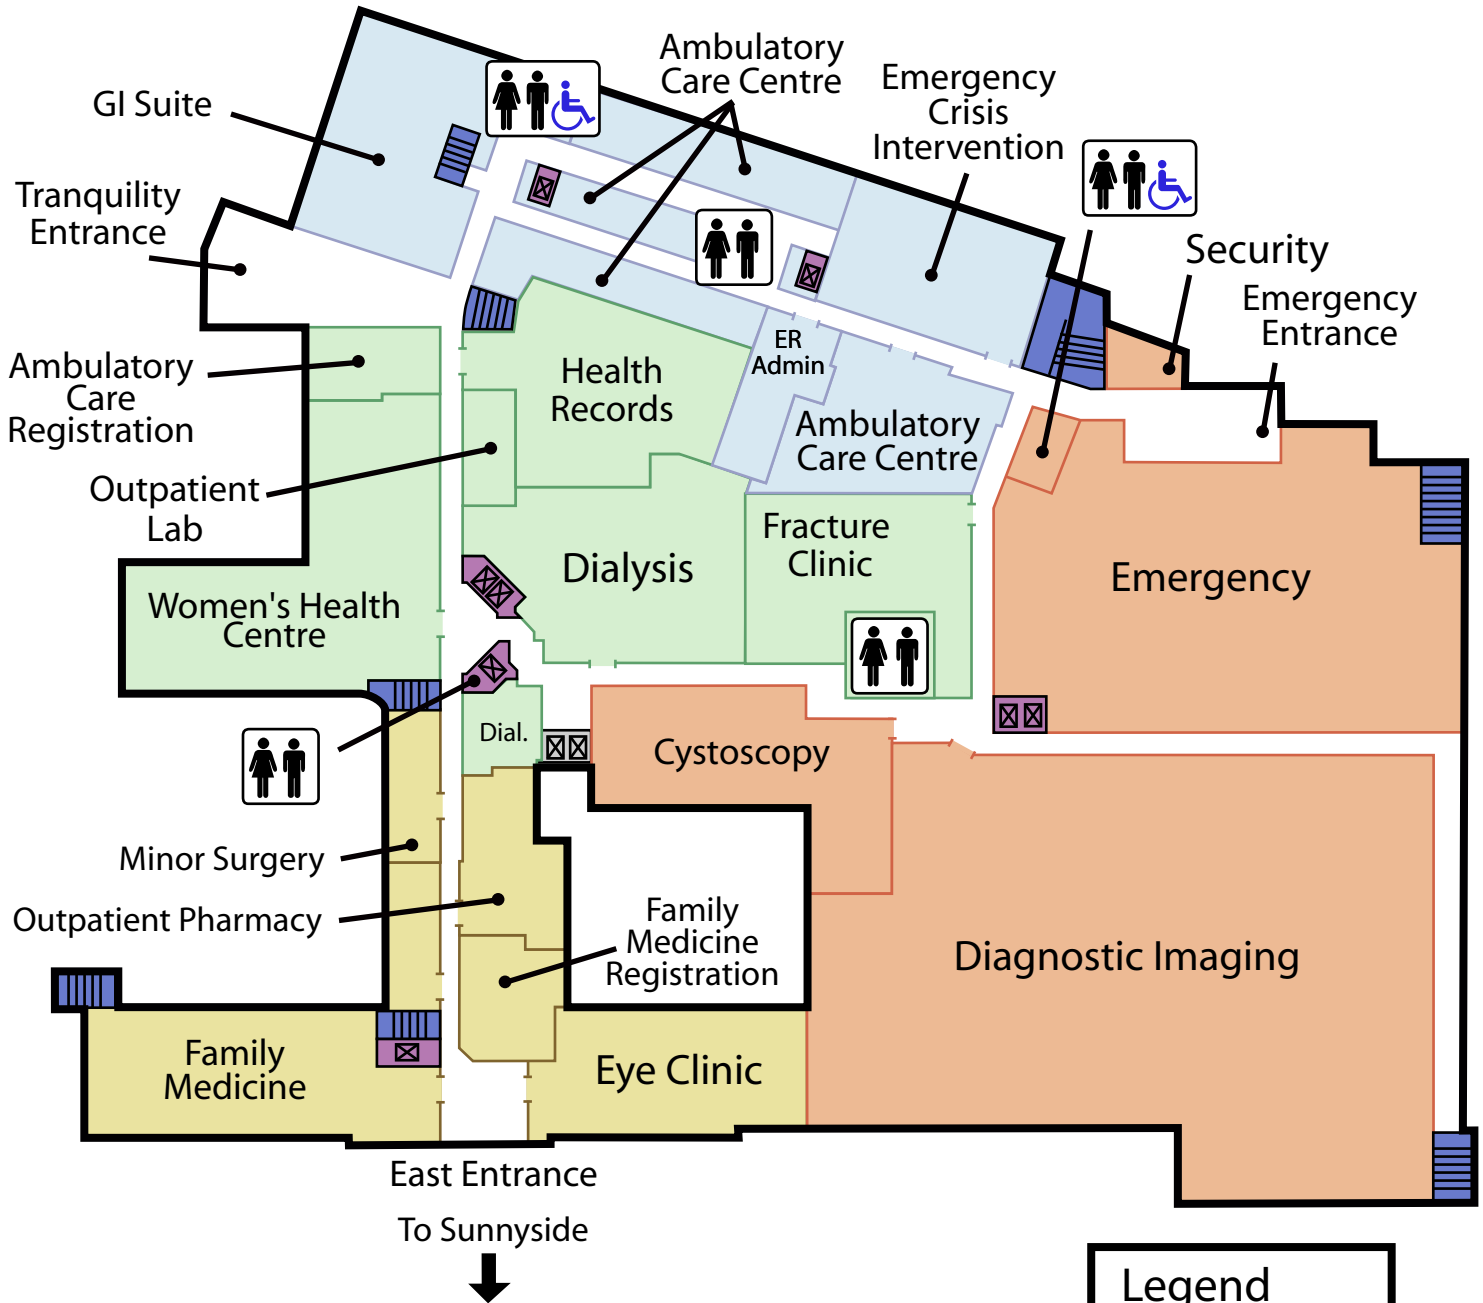 Ambulatory
Care Centre
Emergency
Crisis
Intervention
GI Suite
Tranquility
Entrance
Security
Emergency
Entrance
ER
Admin
Health
Records
Ambulatory
Care
Registration
Ambulatory
Care Centre
Outpatient
Lab
Fracture
Clinic
Dialysis
Emergency
Women's Health
Centre
Dial.
Cystoscopy
Minor Surgery
Outpatient Pharmacy
Family
Medicine
Registration
Diagnostic Imaging
Family
Medicine
Eye Clinic
East Entrance
To Sunnyside
Legend